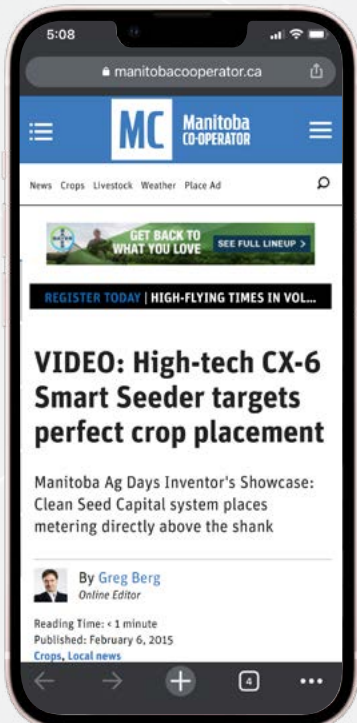 5:08
manitobacooperator.ca
MC Manitoba
CO-OPERATOR
News Crops Livestock Weather Place Ad
BAYER
GET BACK TO
WHAT YOU LOVE
SEE FULL LINEUP >
REGISTER TODAY | HIGH-FLYING TIMES IN VOL...
VIDEO: High-tech CX-6
Smart Seeder targets
perfect crop placement
Manitoba Ag Days Inventor's Showcase:
Clean Seed Capital system places
metering directly above the shank
By Greg Berg
Online Editor
Reading Time: < 1 minute
Published: February 6, 2015
Crops, Local news
4